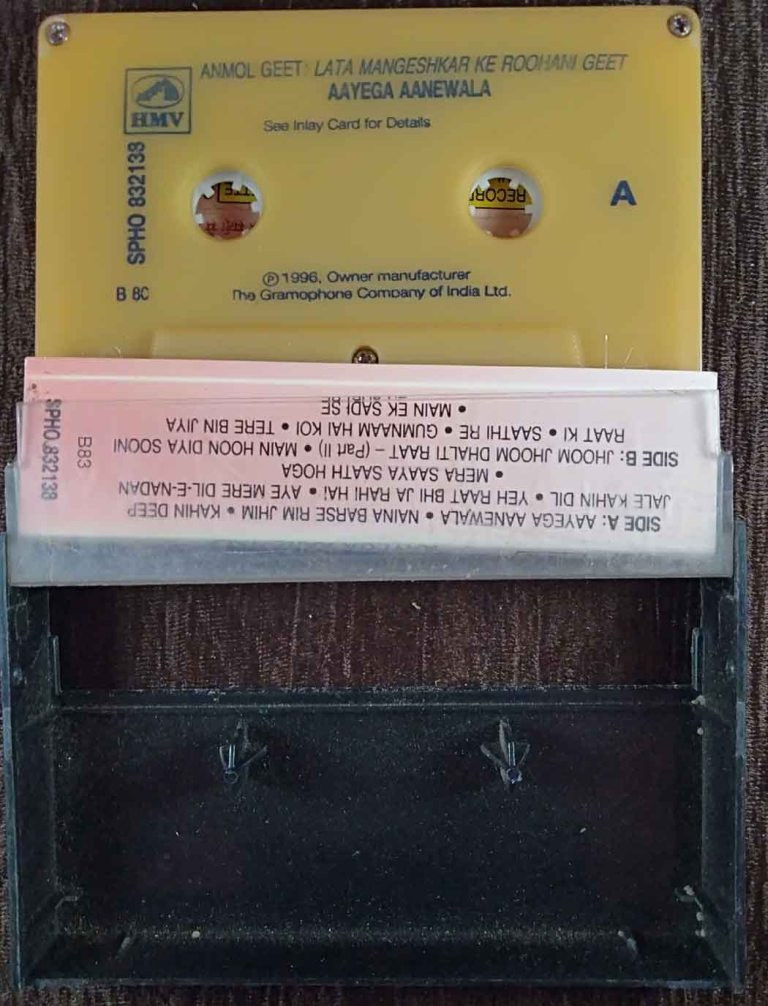 ANMOL GEET: LATA MANGESHKAR KE ROOHANI GEET
AAYEGA AANEWALA
HMV
See Inlay Card for Details
SPHO 832138
A
B 80
Ⓟ 1996, Owner manufacturer
The Gramophone Company of India Ltd.
SIDE A: AAYEGA AANEWALA • NAINA BARSE RIM JHIM • KAHIN DEEP
JALE KAHIN DIL • YEH RAAT BHI JA RAHI HAI • AYE MERE DIL-E-NADAN
• MERA SAAYA SAATH HOGA
SIDE B: JHOOM JHOOM DHALTI RAAT – (Part II) • MAIN HOON DIYA SOONI
RAAT KI • SAATHI RE • GUMNAAM HAI KOI • TERE BIN JIYA
• MAIN EK SADI SE
B83
SPHO 832138